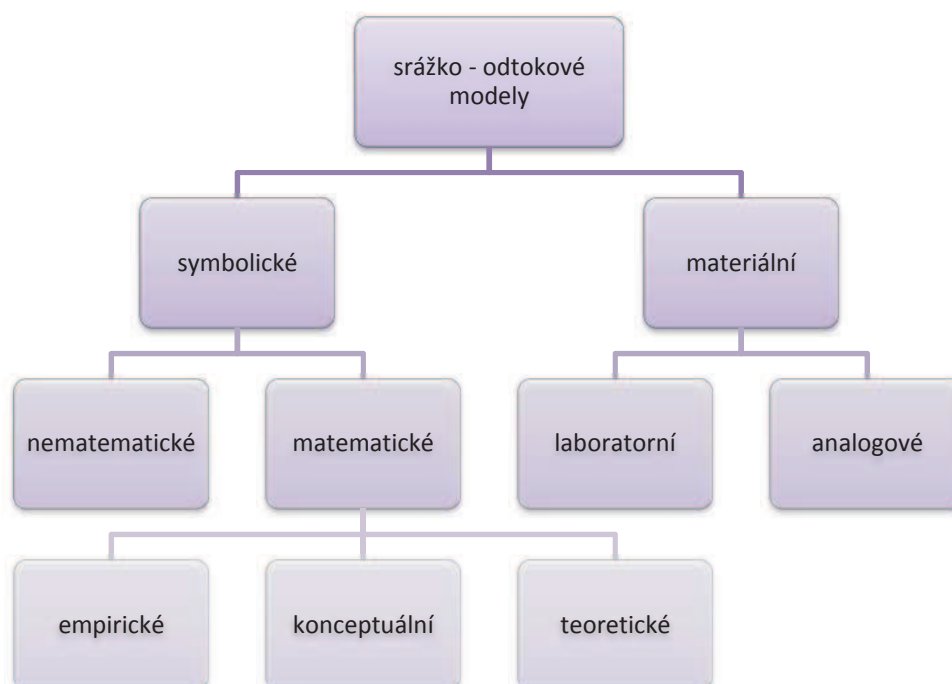 srážko - odtokové
modely
symbolické
materiální
nematematické
matematické
laboratorní
analogové
empirické
konceptuální
teoretické